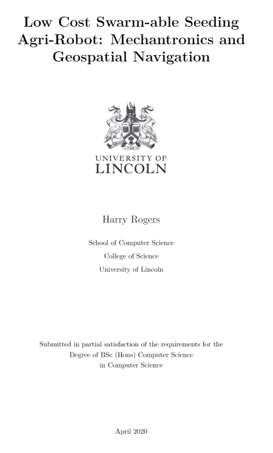 Low Cost Swarm-able Seeding
Agri-Robot: Mechantronics and
Geospatial Navigation
UNIVERSITY OF
LINCOLN
Harry Rogers
School of Computer Science
College of Science
University of Lincoln
Submitted in partial satisfaction of the requirements for the
Degree of BSc (Hons) Computer Science
in Computer Science
April 2020